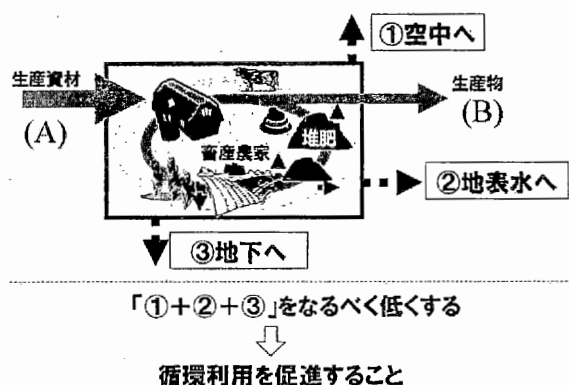 ①空中へ
生産資材
(A)
生産物
(B)
堆肥
畜産農家
②地表水へ
③地下へ
「①+②+③」をなるべく低くする
循環利用を促進すること